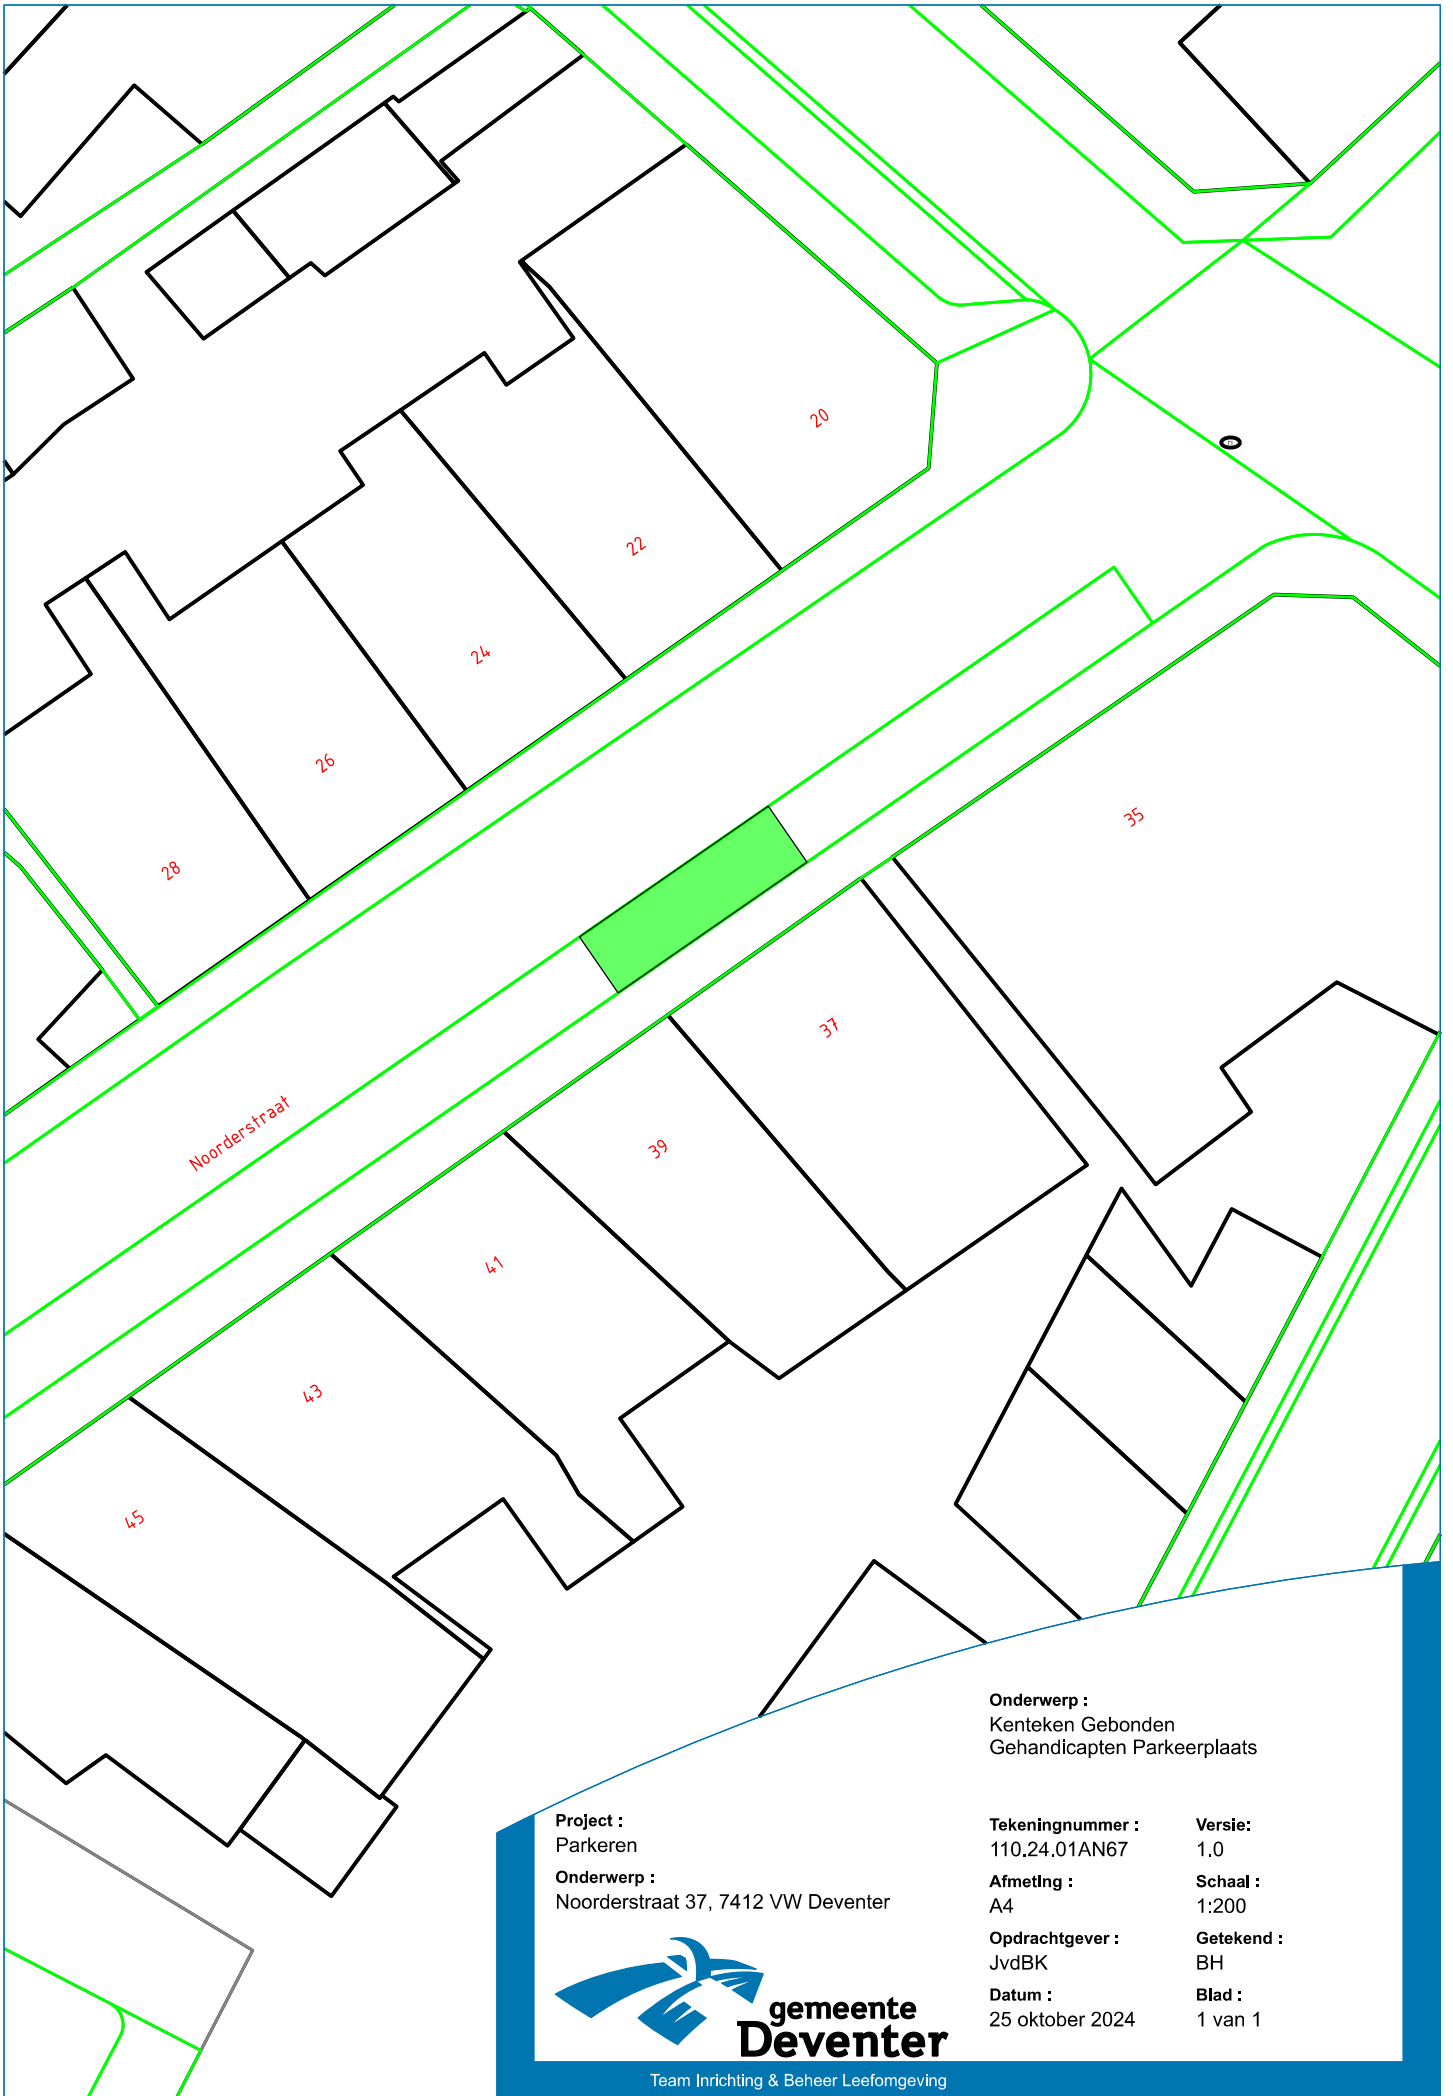 20
22
24
26
28
35
37
39
41
43
45
Noorderstraat
Onderwerp :
Kenteken Gebonden
Gehandicapten Parkeerplaats
Project :
Parkeren
Onderwerp :
Noorderstraat 37, 7412 VW Deventer
Tekeningnummer :
110.24.01AN67
Versie:
1.0
Afmeting :
A4
Schaal :
1:200
Opdrachtgever :
JvdBK
Getekend :
BH
Datum :
25 oktober 2024
Blad :
1 van 1
gemeente
Deventer
Team Inrichting & Beheer Leefomgeving